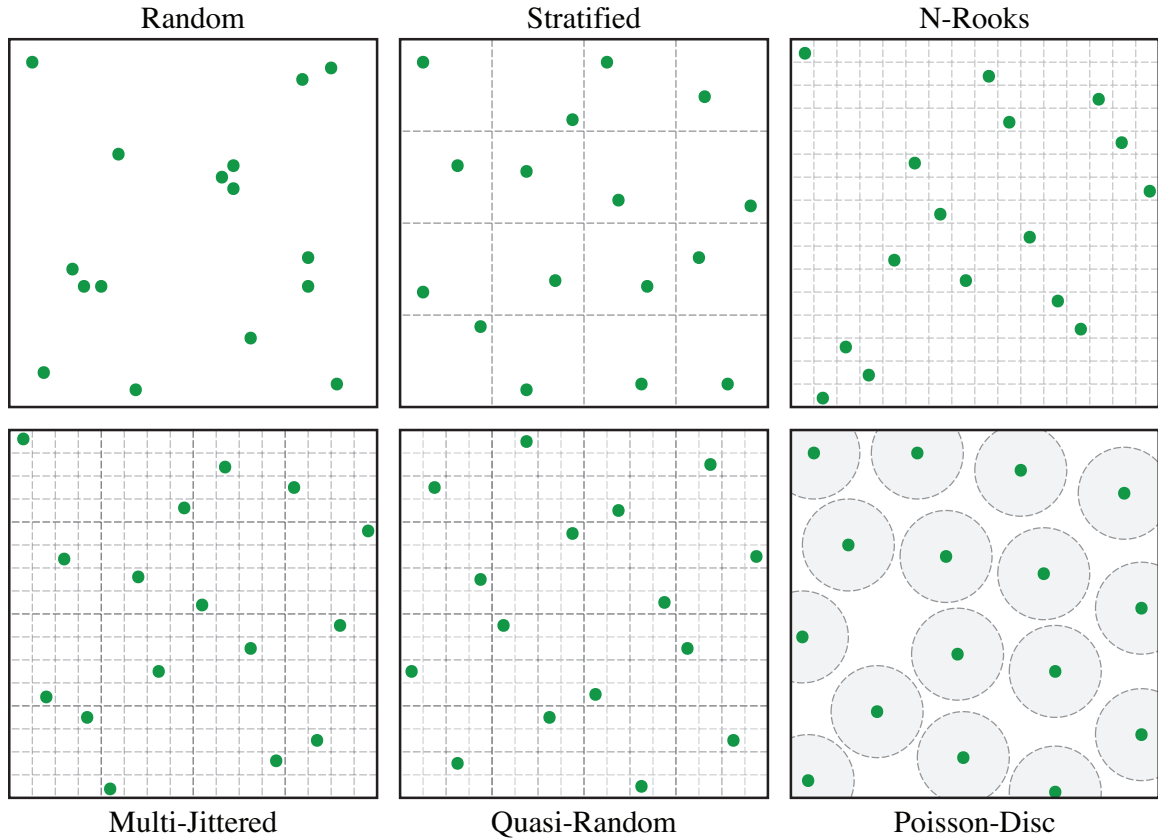 Random
Stratified
N-Rooks
Multi-Jittered
Quasi-Random
Poisson-Disc